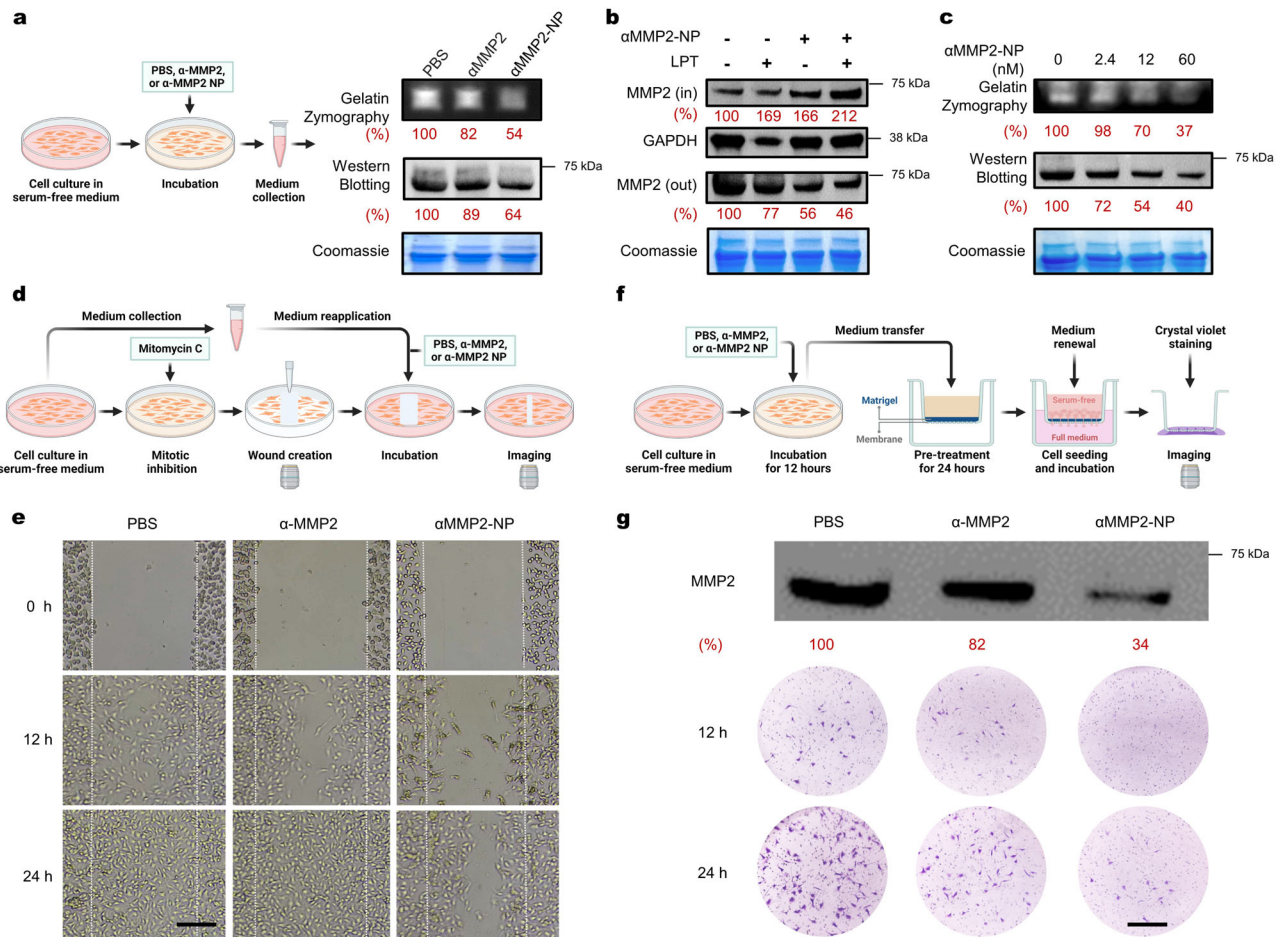 a
PBS, α-MMP2,
or α-MMP2 NP
Cell culture in
serum-free medium
Incubation
Medium
collection
PBS
αMMP2
αMMP2-NP
Gelatin
Zymography
(%) 100 82 54
Western
Blotting
75 kDa
(%) 100 89 64
Coomassie
b
αMMP2-NP - - + +
LPT - + - +
75 kDa
MMP2 (in)
(%) 100 169 166 212
GAPDH
38 kDa
MMP2 (out)
75 kDa
(%) 100 77 56 46
Coomassie
c
αMMP2-NP
(nM)
0 2.4 12 60
Gelatin
Zymography
(%) 100 98 70 37
Western
Blotting
75 kDa
(%) 100 72 54 40
Coomassie
d
Medium collection
Medium reapplication
Mitomycin C
PBS, α-MMP2,
or α-MMP2 NP
Cell culture in
serum-free medium
Mitotic
inhibition
Wound creation
Incubation
Imaging
e
PBS α-MMP2 αMMP2-NP
0 h
12 h
24 h
f
PBS, α-MMP2,
or α-MMP2 NP
Medium transfer
Medium
renewal
Crystal violet
staining
Matrigel
Membrane
Serum-free
Full medium
Cell culture in
serum-free medium
Incubation
for 12 hours
Pre-treatment
for 24 hours
Cell seeding
and incubation
Imaging
g
PBS α-MMP2 αMMP2-NP
75 kDa
MMP2
(%) 100 82 34
12 h
24 h